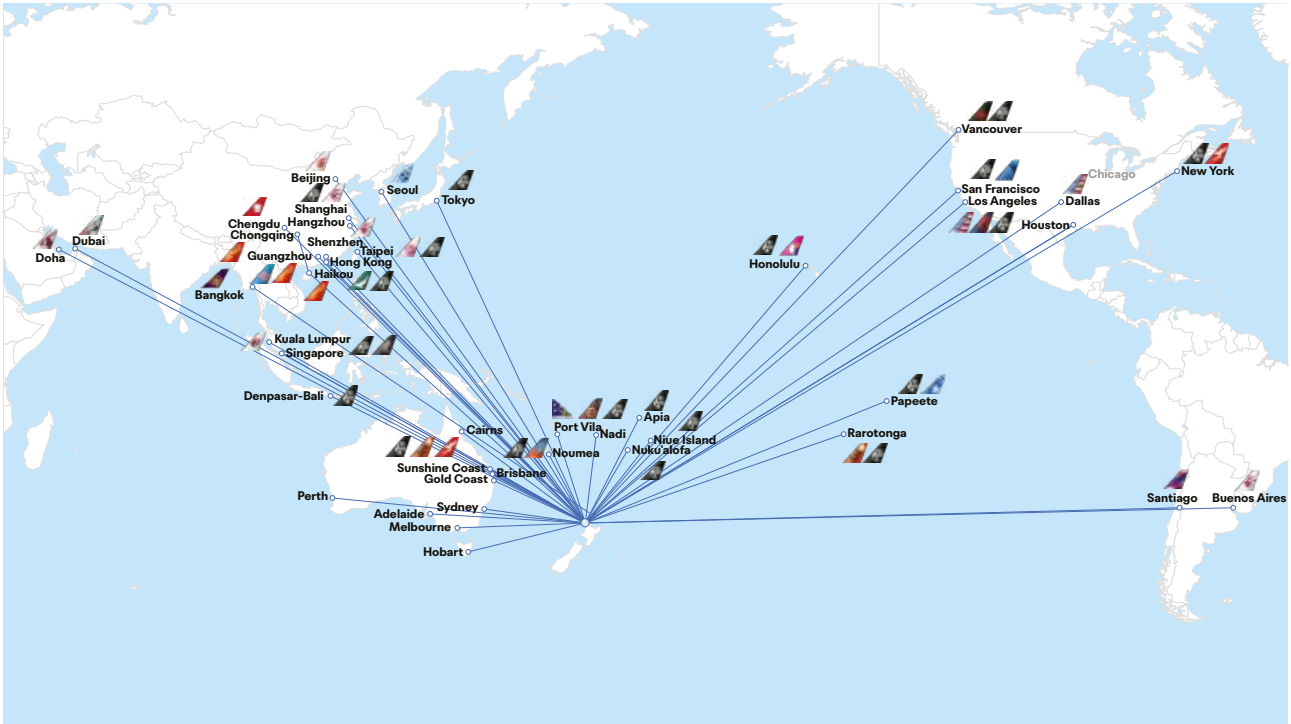 Vancouver
Chicago
New York
Beijing
Seoul
Tokyo
San Francisco
Los Angeles
Dallas
Houston
Shanghai
Hangzhou
Chengdu
Chongqing
Shenzhen
Taipei
Dubai
Doha
Guangzhou
Hong Kong
Haikou
Honolulu
Bangkok
Kuala Lumpur
Singapore
Denpasar-Bali
Papeete
Apia
Port Vila
Nadi
Cairns
Rarotonga
Niue Island
Nuku'alofa
Noumea
Sunshine Coast
Brisbane
Gold Coast
Perth
Santiago
Buenos Aires
Sydney
Adelaide
Melbourne
Hobart